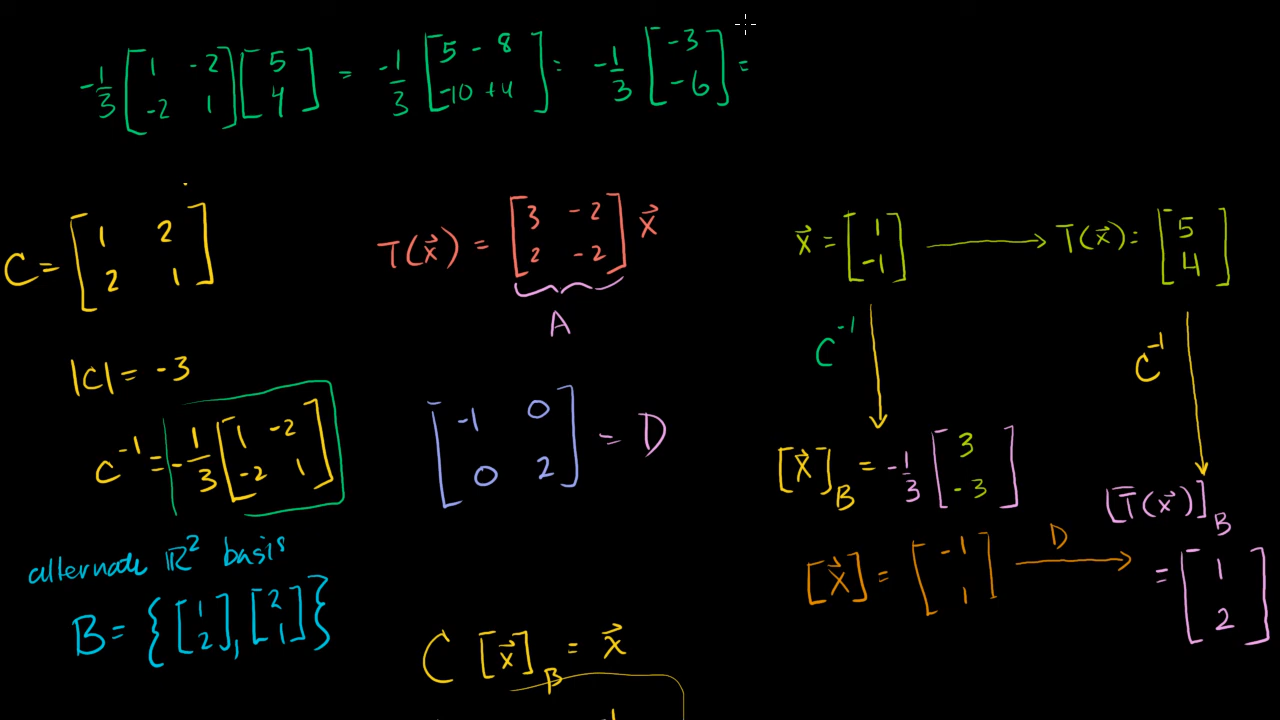 -1/3 [1 -2; -2 1] [5; 4] = -1/3 [5 - 8; -10 + 4] = -1/3 [-3; -6] =
C = [1 2; 2 1]
T(x⃗) = [3 -2; 2 -2] x⃗
A
x⃗ = [1; -1] → T(x⃗) = [5; 4]
C⁻¹
C⁻¹
|C| = -3
C⁻¹ = -1/3 [1 -2; -2 1]
[-1 0; 0 2] = D
[x⃗]_B = -1/3 [3; -3]
[T(x⃗)]_B
[x⃗] = [-1; 1] D → = [1; 2]
alternate ℝ² basis
B = {[1; 2], [2; 1]}
C [x⃗]_B = x⃗